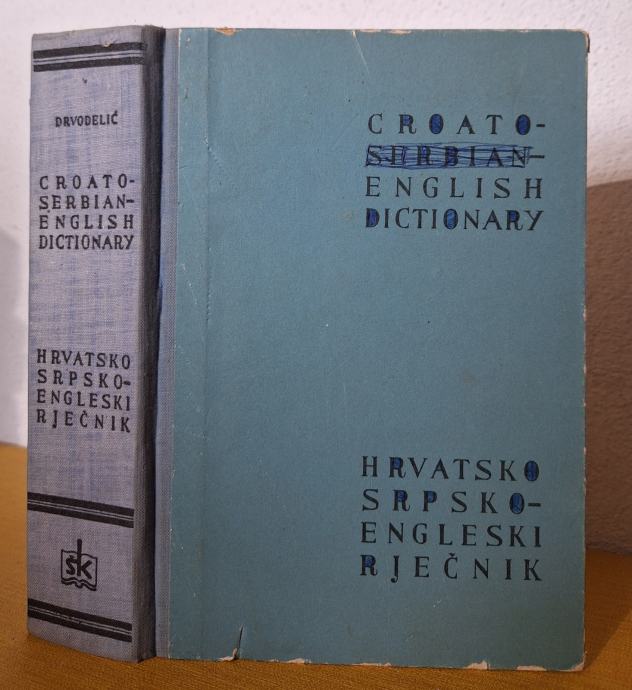 DRVODELIĆ
CROATO-
SERBIAN-
ENGLISH
DICTIONARY
HRVATSKO
SRPSKO-
ENGLESKI
RJEČNIK
ŠK
CROATO-
SERBIAN-
ENGLISH
DICTIONARY
HRVATSKO
SRPSKO-
ENGLESKI
RJEČNIK